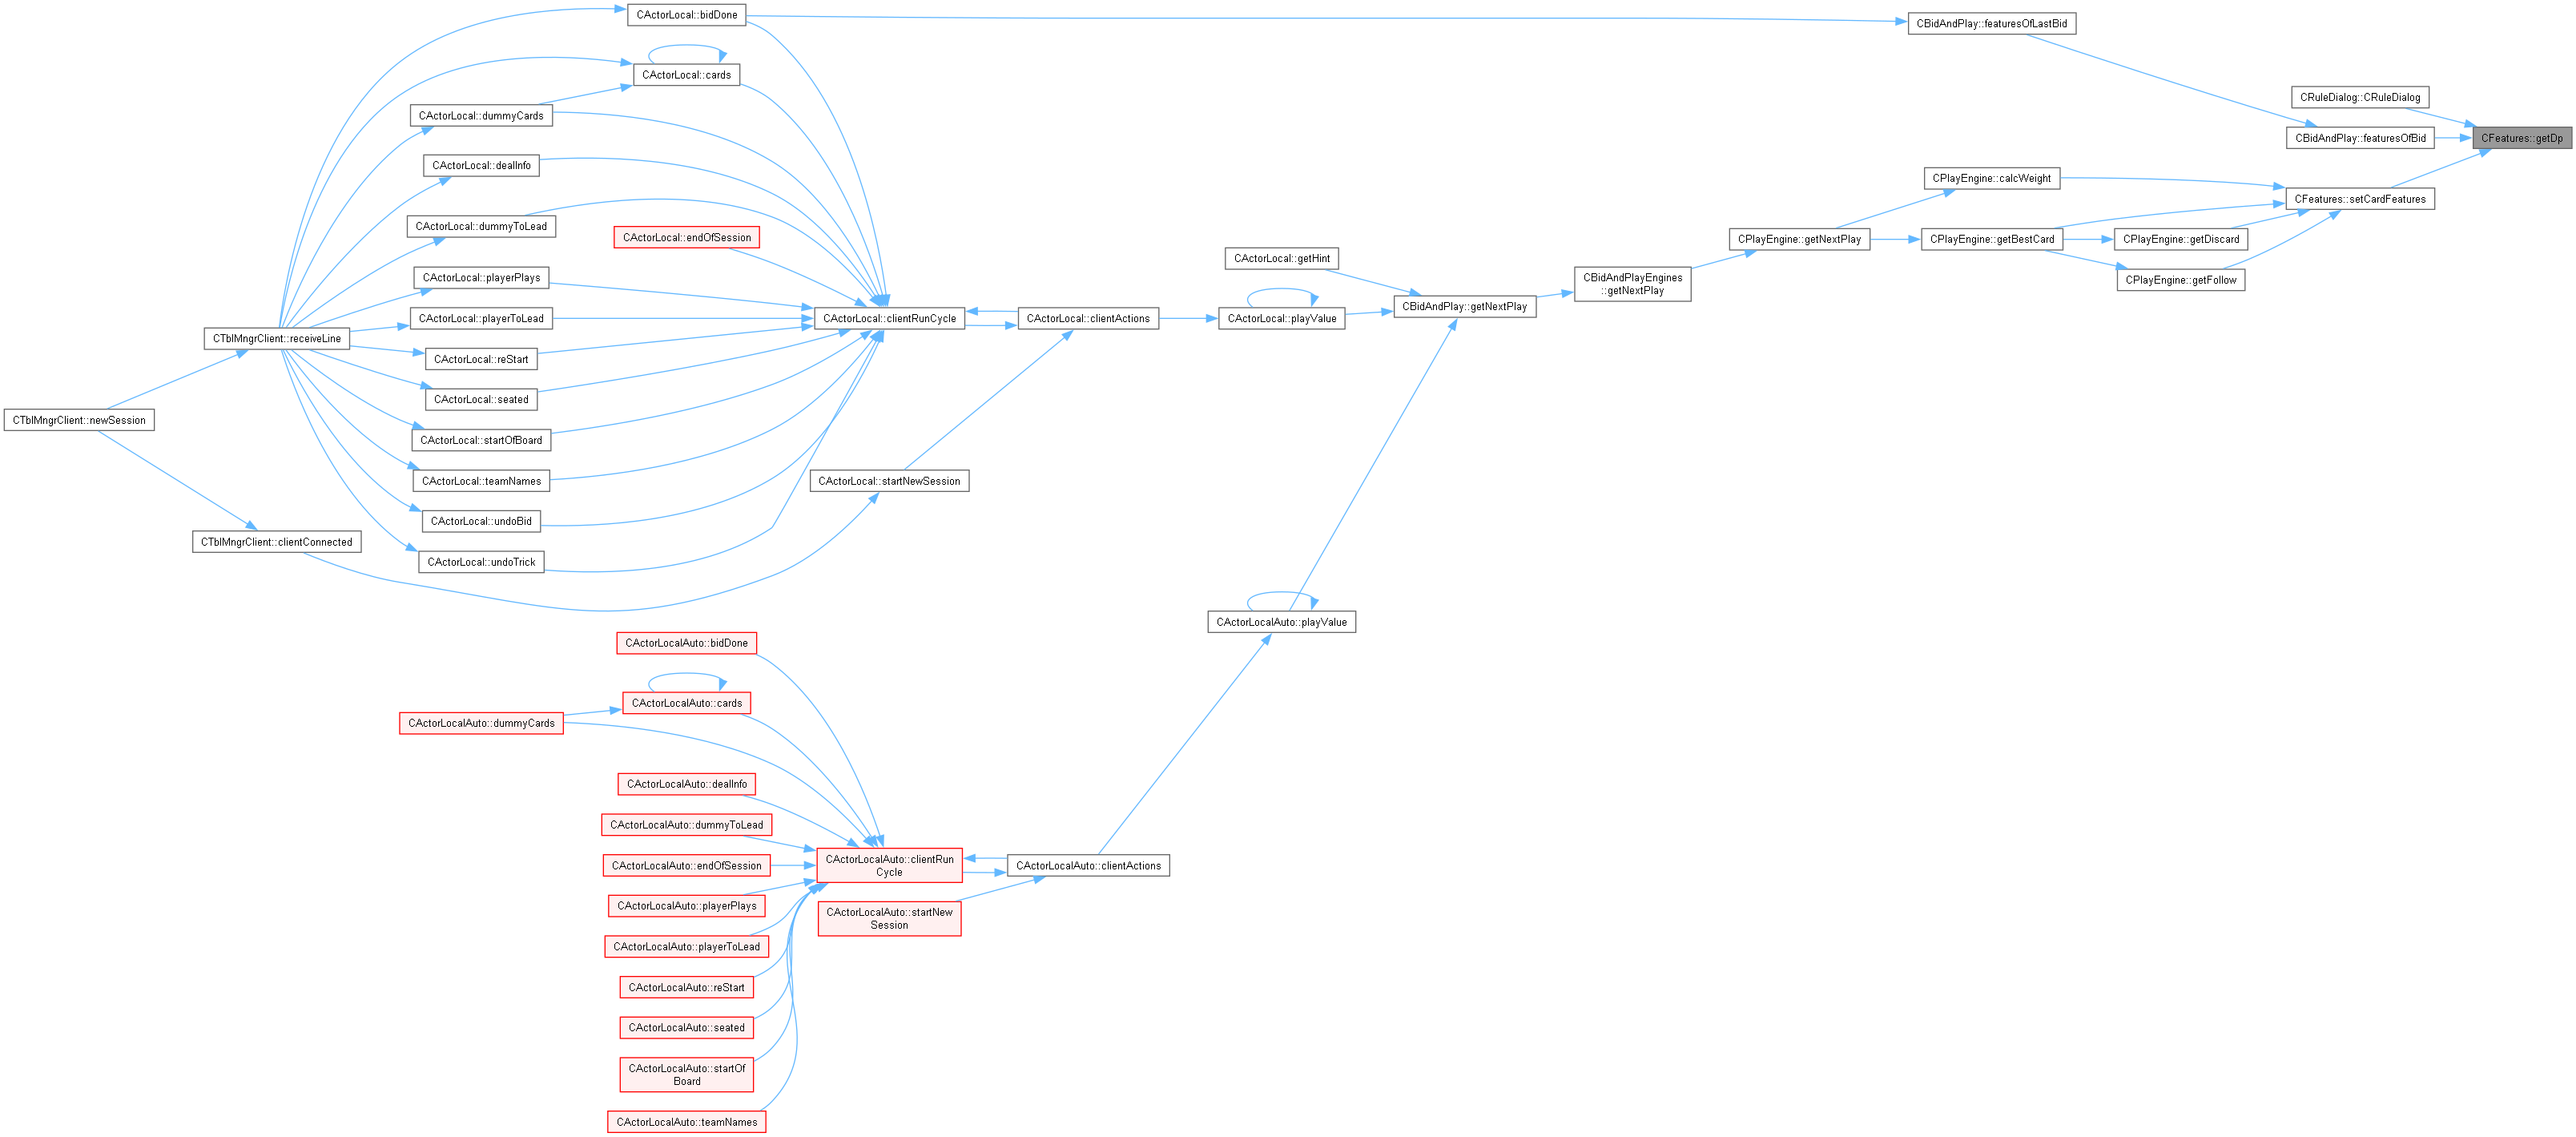 CActorLocal::bidDone
CBidAndPlay::featuresOfLastBid
CActorLocal::cards
CRuleDialog::CRuleDialog
CActorLocal::dummyCards
CFeatures::getDp
CBidAndPlay::featuresOfBid
CActorLocal::dealInfo
CPlayEngine::calcWeight
CFeatures::setCardFeatures
CActorLocal::dummyToLead
CActorLocal::endOfSession
CPlayEngine::getNextPlay
CPlayEngine::getBestCard
CPlayEngine::getDiscard
CActorLocal::getHint
CActorLocal::playerPlays
CBidAndPlayEngines
::getNextPlay
CPlayEngine::getFollow
CBidAndPlay::getNextPlay
CActorLocal::playerToLead
CActorLocal::clientRunCycle
CActorLocal::clientActions
CActorLocal::playValue
CTblMngrClient::receiveLine
CActorLocal::reStart
CActorLocal::seated
CTblMngrClient::newSession
CActorLocal::startOfBoard
CActorLocal::teamNames
CActorLocal::startNewSession
CActorLocal::undoBid
CTblMngrClient::clientConnected
CActorLocal::undoTrick
CActorLocalAuto::playValue
CActorLocalAuto::bidDone
CActorLocalAuto::cards
CActorLocalAuto::dummyCards
CActorLocalAuto::dealInfo
CActorLocalAuto::dummyToLead
CActorLocalAuto::endOfSession
CActorLocalAuto::clientRun
Cycle
CActorLocalAuto::clientActions
CActorLocalAuto::playerPlays
CActorLocalAuto::startNew
Session
CActorLocalAuto::playerToLead
CActorLocalAuto::reStart
CActorLocalAuto::seated
CActorLocalAuto::startOf
Board
CActorLocalAuto::teamNames